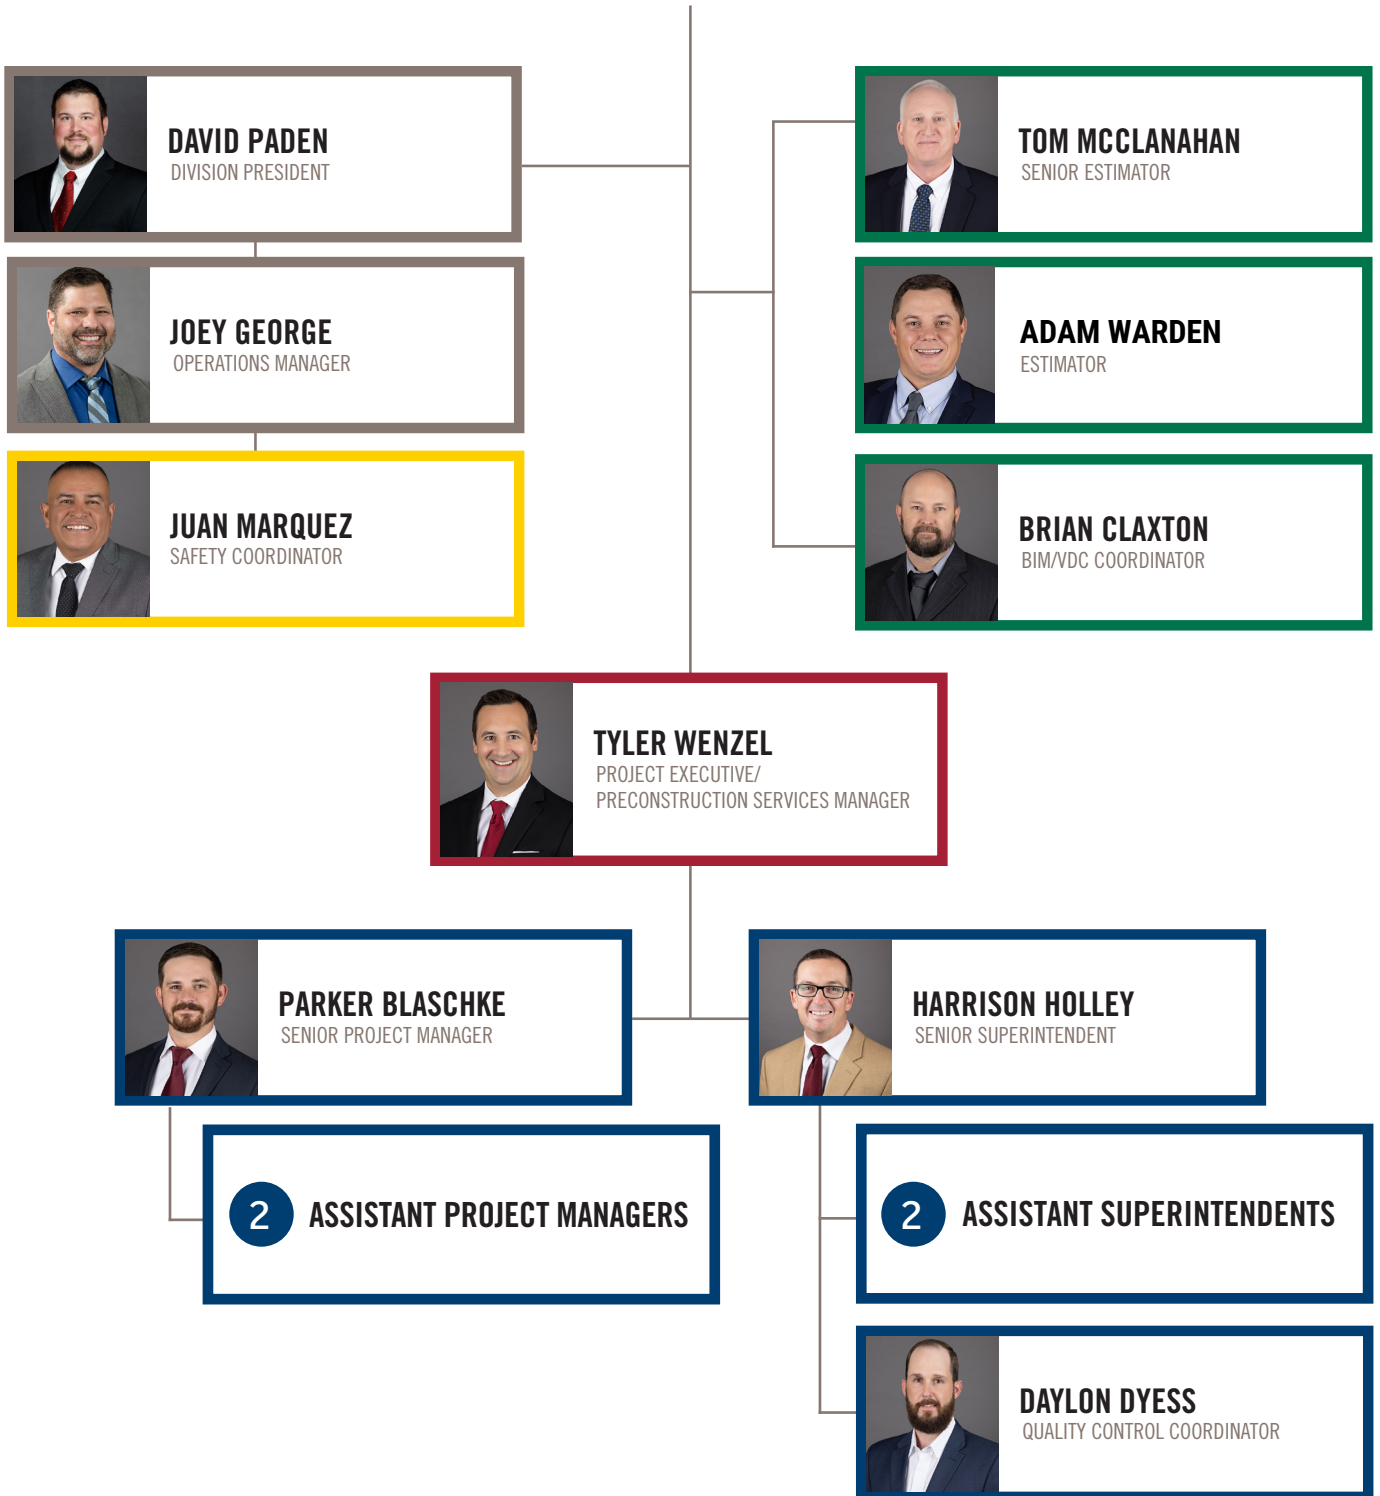 DAVID PADEN
DIVISION PRESIDENT
JOEY GEORGE
OPERATIONS MANAGER
JUAN MARQUEZ
SAFETY COORDINATOR
TOM MCCLANAHAN
SENIOR ESTIMATOR
ADAM WARDEN
ESTIMATOR
BRIAN CLAXTON
BIM/VDC COORDINATOR
TYLER WENZEL
PROJECT EXECUTIVE/
PRECONSTRUCTION SERVICES MANAGER
PARKER BLASCHKE
SENIOR PROJECT MANAGER
2 ASSISTANT PROJECT MANAGERS
HARRISON HOLLEY
SENIOR SUPERINTENDENT
2 ASSISTANT SUPERINTENDENTS
DAYLON DYESS
QUALITY CONTROL COORDINATOR